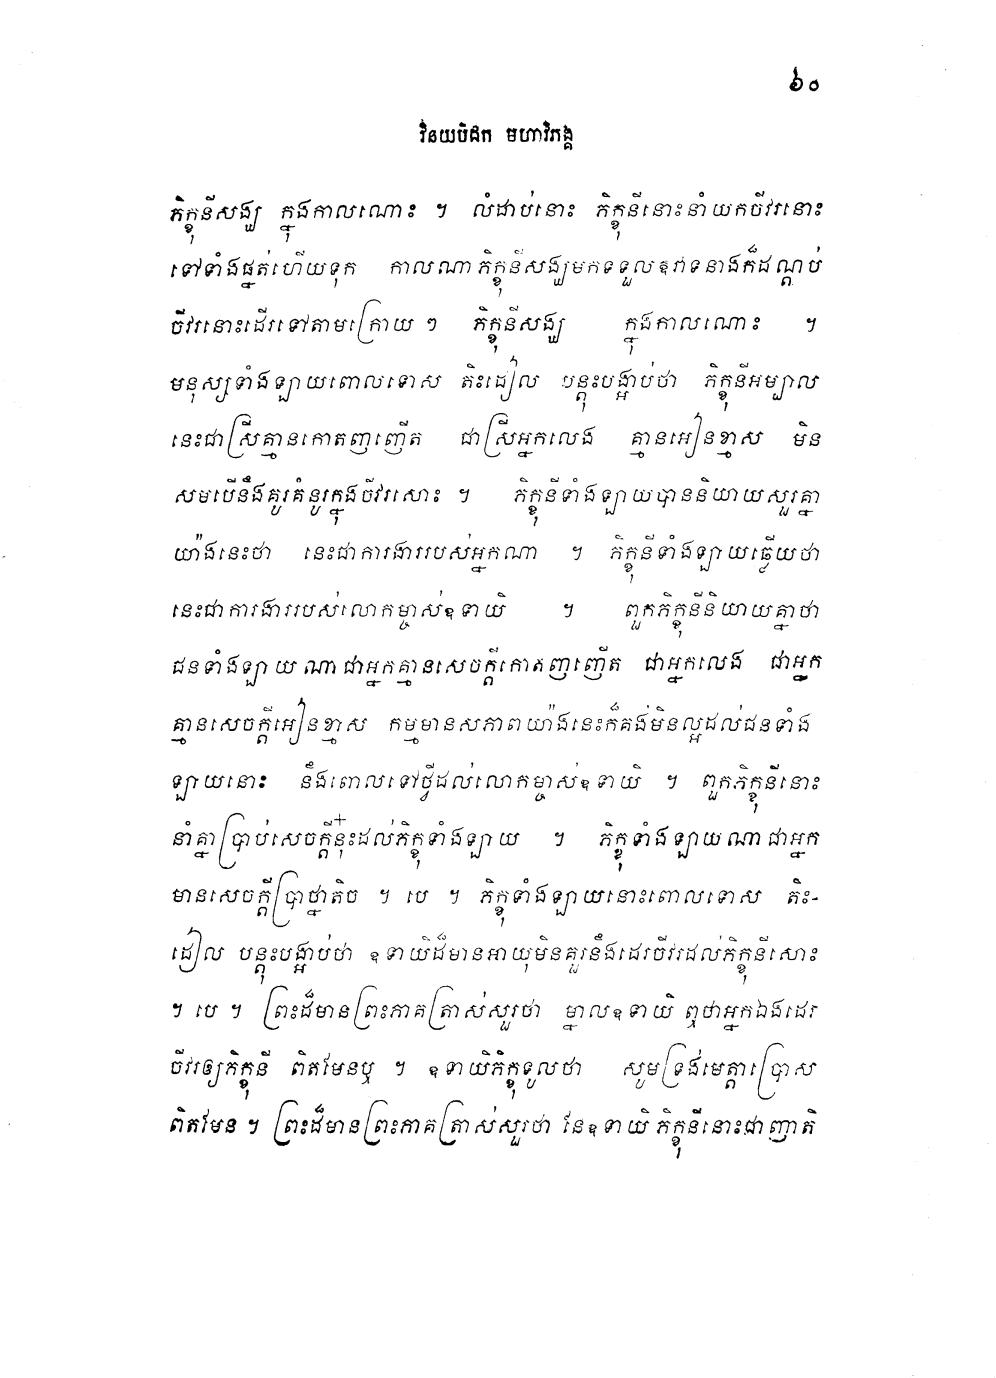 ៦០
វិនយបិដក មហាវិភង្គ
ភិក្ខុនីសង្ឃ ក្នុងកាលណោះ ។ លំដាប់នោះ ភិក្ខុនីនោះនាំយកចីវរនោះ
ទៅទាំងផ្នត់ហើយទុក កាលណាភិក្ខុនីសង្ឃមកទទួលឱវាទនាងក៏ដណ្តប់
ចីវរនោះដើរទៅតាមក្រោយ ៗ ភិក្ខុនីសង្ឃ ក្នុងកាលណោះ ។
មនុស្សទាំងឡាយពោលទោស តិះដៀល បន្តុះបង្អាប់ថា ភិក្ខុនីអម្បាល
នេះជាស្រីគ្មានកោតញញើត ជាស្រីអ្នកលេង គ្មានអៀនខ្មាស មិន
សមបើនឹងគូរគំនូរក្នុងចីវរសោះ ។ ភិក្ខុនីទាំងឡាយបាននិយាយសួរគ្នា
យ៉ាងនេះថា នេះជាការងាររបស់អ្នកណា ។ ភិក្ខុនីទាំងឡាយឆ្លើយថា
នេះជាការងាររបស់លោកម្ចាស់ឧទាយិ ។ ពួកភិក្ខុនីនិយាយគ្នាថា
ជនទាំងឡាយណាជាអ្នកគ្មានសេចក្តីកោតញញើត ជាអ្នកលេង ជាអ្នក
គ្មានសេចក្តីអៀនខ្មាស កម្មមានសភាពយ៉ាងនេះក៏គង់មិនល្អដល់ជនទាំង
ឡាយនោះ នឹងពោលទៅថ្វីដល់លោកម្ចាស់ឧទាយិ ។ ពួកភិក្ខុនីនោះ
នាំគ្នាប្រាប់សេចក្តីនុ៎ះដល់ភិក្ខុទាំងឡាយ ។ ភិក្ខុទាំងឡាយណាជាអ្នក
មានសេចក្តីប្រាថ្នាតិច ។ បេ ។ ភិក្ខុទាំងឡាយនោះពោលទោស តិះ-
ដៀល បន្តុះបង្អាប់ថា ឧទាយិដ៏មានអាយុមិនគួរនឹងដេរចីវរដល់ភិក្ខុនីសោះ
។ បេ ។ ព្រះដ៏មានព្រះភាគត្រាស់សួរថា ម្នាលឧទាយិ ឮថាអ្នកឯងដេរ
ចីវរឲ្យភិក្ខុនី ពិតមែនឬ ។ ឧទាយិភិក្ខុទូលថា សូមទ្រង់មេត្តាប្រោស
ពិតមែន ។ ព្រះដ៏មានព្រះភាគត្រាស់សួរថា នែឧទាយិ ភិក្ខុនីនោះជាញាតិ